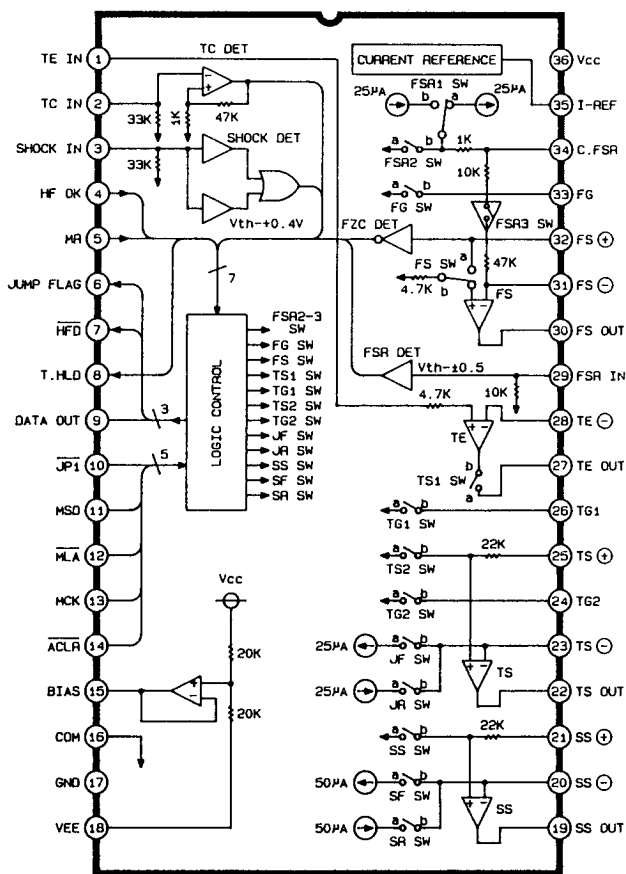 TC DET
TE IN
1
TC IN
2
33K
1K
47K
SHOCK IN
3
33K
SHOCK DET
HF OK
4
Vth-+0.4V
MA
5
7
JUMP FLAG
6
HFD
7
T.HLD
8
DATA OUT
9
3
JP1
10
5
MSD
11
MLA
12
MCK
13
ACLR
14
BIAS
15
COM
16
GND
17
VEE
18
LOGIC CONTROL
FSR2-3
SW
FG SW
FS SW
TS1 SW
TG1 SW
TS2 SW
TG2 SW
JF SW
JR SW
SS SW
SF SW
SR SW
Vcc
20K
+
-
20K
CURRENT REFERENCE
36
Vcc
FSR1 SW
25μA
b
a
25μA
35
I-REF
a
b
1K
34
C.FSR
FSR2 SW
10K
a
b
33
FG
FG SW
FSR3 SW
FZC DET
32
FS +
FS SW
a
47K
4.7K
b
FS
31
FS -
+ -
30
FS OUT
FSR DET
Vth-±0.5
29
FSR IN
4.7K
10K
28
TE -
+ -
TE
TS1 SW
b
a
27
TE OUT
a
b
26
TG1
TG1 SW
22K
a
b
25
TS +
TS2 SW
a
b
24
TG2
TG2 SW
25μA
a
b
23
TS -
JF SW
+ -
TS
25μA
a
b
22
TS OUT
JR SW
22K
a
b
21
SS +
SS SW
50μA
a
b
20
SS -
SF SW
+ -
SS
50μA
a
b
19
SS OUT
SR SW